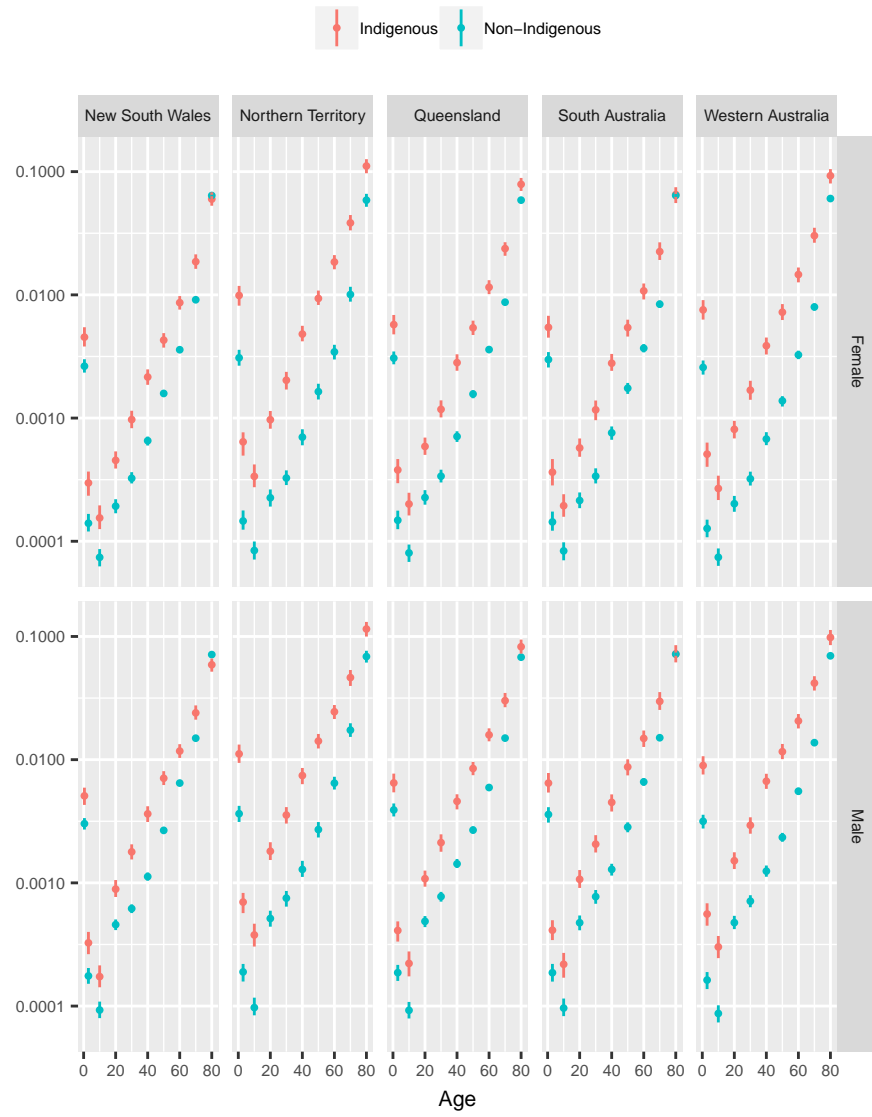 Indigenous Non−Indigenous
New South Wales Northern Territory Queensland South Australia Western Australia
0.1000
0.0100
0.0010
0.0001
Female
0.1000
0.0100
0.0010
0.0001
Male
0 20 40 60 80 0 20 40 60 80 0 20 40 60 80 0 20 40 60 80 0 20 40 60 80
Age